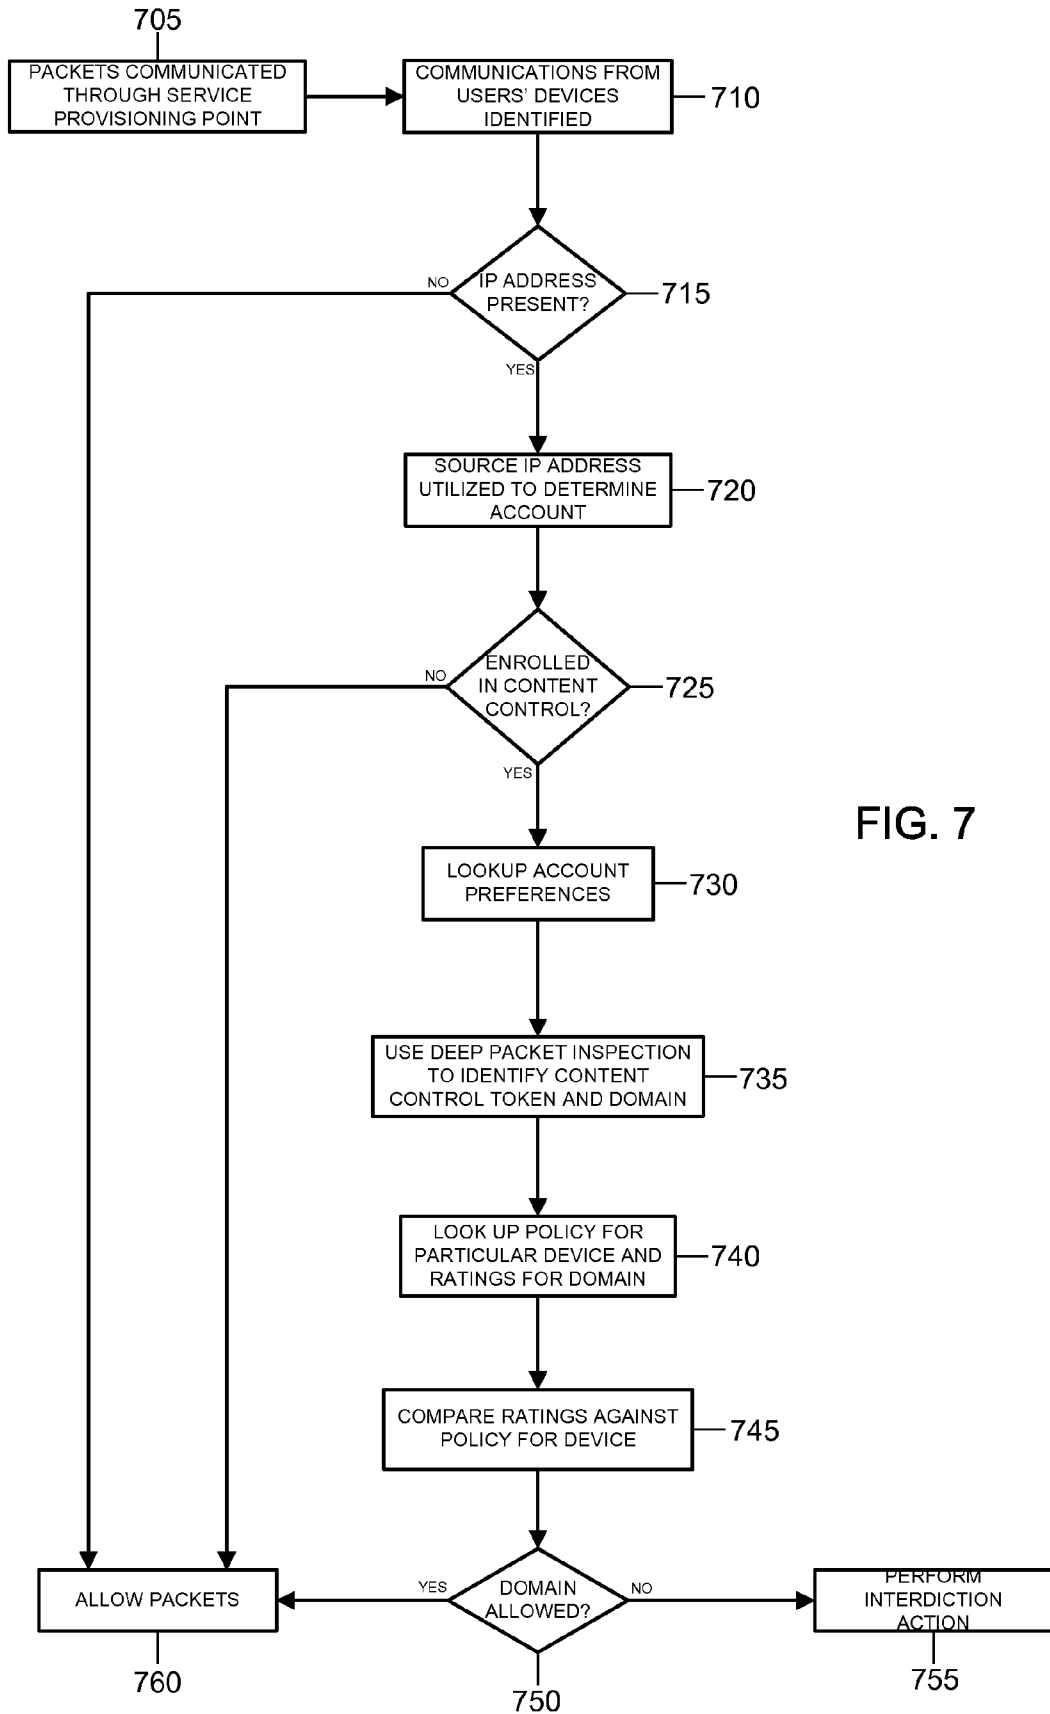 705
PACKETS COMMUNICATED
THROUGH SERVICE
PROVISIONING POINT
COMMUNICATIONS FROM
USERS' DEVICES
IDENTIFIED
710
NO
IP ADDRESS
PRESENT?
715
YES
SOURCE IP ADDRESS
UTILIZED TO DETERMINE
ACCOUNT
720
NO
ENROLLED
IN CONTENT
CONTROL?
725
YES
FIG. 7
LOOKUP ACCOUNT
PREFERENCES
730
USE DEEP PACKET INSPECTION
TO IDENTIFY CONTENT
CONTROL TOKEN AND DOMAIN
735
LOOK UP POLICY FOR
PARTICULAR DEVICE AND
RATINGS FOR DOMAIN
740
COMPARE RATINGS AGAINST
POLICY FOR DEVICE
745
ALLOW PACKETS
760
YES
DOMAIN
ALLOWED?
750
NO
PERFORM
INTERDICTION
ACTION
755